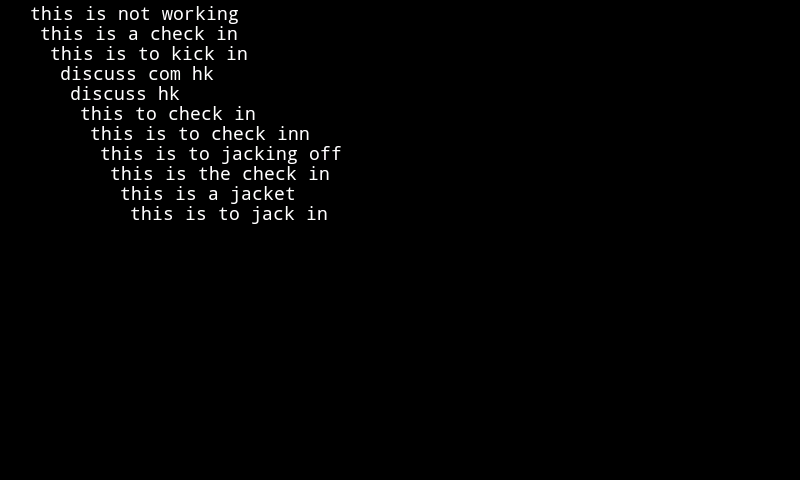 this is not working
this is a check in
this is to kick in
discuss com hk
discuss hk
this to check in
this is to check inn
this is to jacking off
this is the check in
this is a jacket
this is to jack in